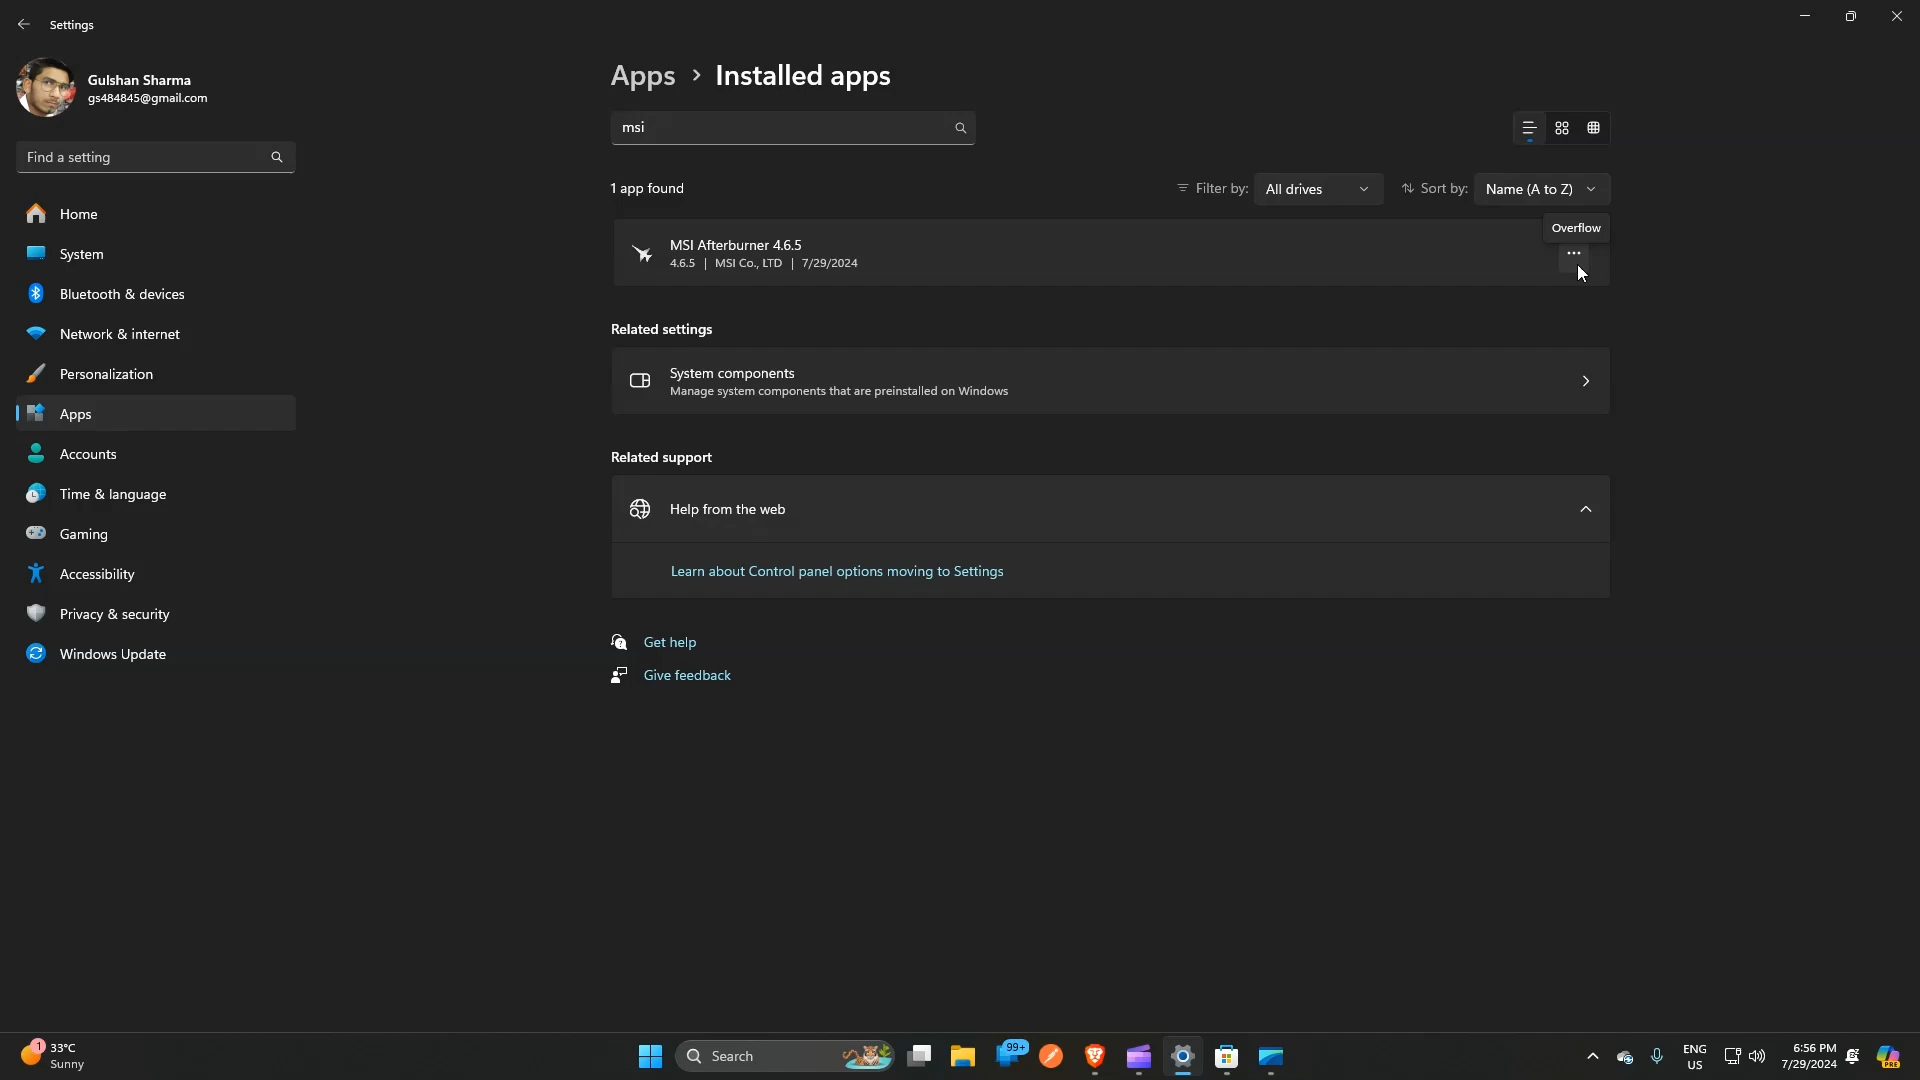 Settings
Gulshan Sharma
gs484845@gmail.com
Find a setting
Home
System
Bluetooth & devices
Network & internet
Personalization
Apps
Accounts
Time & language
Gaming
Accessibility
Privacy & security
Windows Update
Apps > Installed apps
msi
1 app found
Filter by: All drives
Sort by: Name (A to Z)
Overflow
MSI Afterburner 4.6.5
4.6.5 | MSI Co., LTD | 7/29/2024
Related settings
System components
Manage system components that are preinstalled on Windows
Related support
Help from the web
Learn about Control panel options moving to Settings
Get help
Give feedback
1
33°C
Sunny
Search
99+
ENG
US
6:56 PM
7/29/2024
PRE